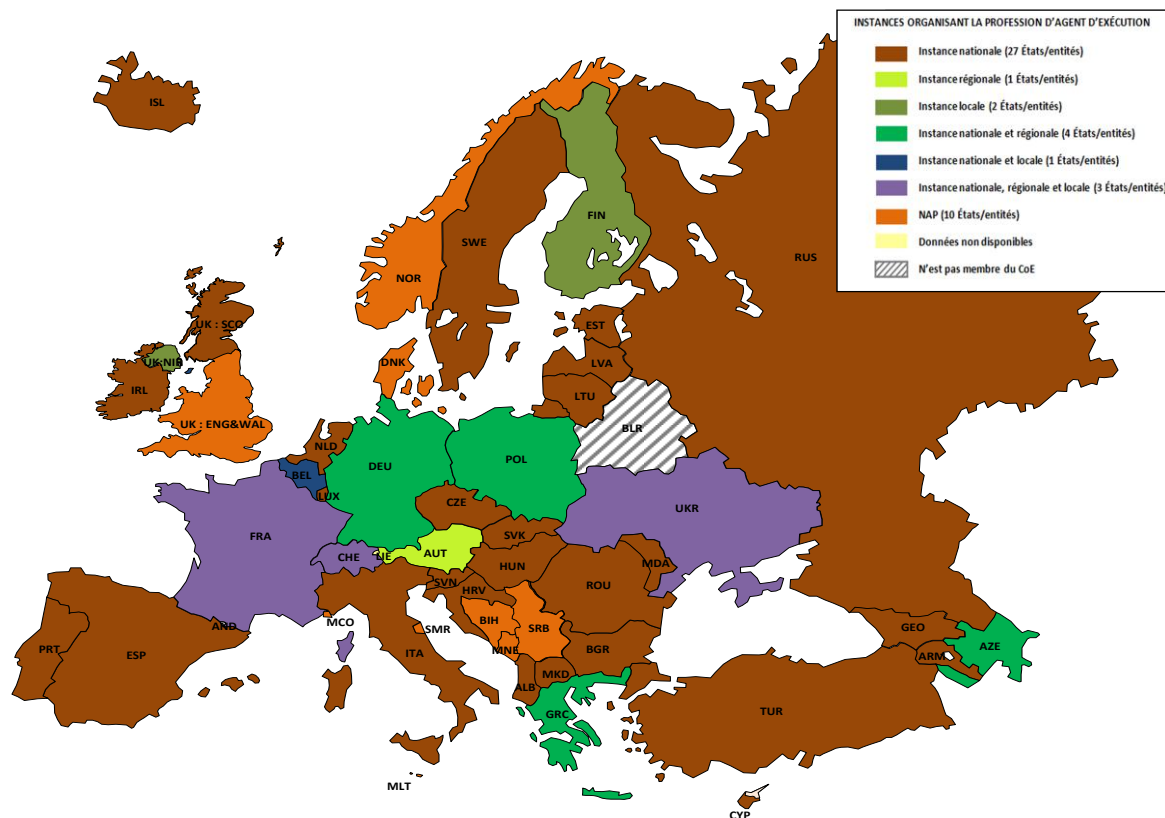 INSTANCES ORGANISANT LA PROFESSION D'AGENT D'EXÉCUTION
Instance nationale (27 États/entités)
Instance régionale (1 États/entités)
Instance locale (2 États/entités)
Instance nationale et régionale (4 États/entités)
Instance nationale et locale (1 États/entités)
Instance nationale, régionale et locale (3 États/entités)
NAP (10 États/entités)
Données non disponibles
N'est pas membre du CoE
ISL
FIN
SWE
RUS
NOR
UK : SCO
EST
DNK
LVA
UK:NIR
IRL
LTU
UK : ENG&WAL
BLR
NLD
DEU
POL
BEL
LUX
CZE
UKR
FRA
SVK
CHE
LIE
AUT
MDA
HUN
SVN
ROU
HRV
BIH
MCO
SMR
SRB
AND
GEO
PRT
ESP
ITA
MNE
BGR
ARM
AZE
MKD
ALB
GRC
TUR
MLT
CYP